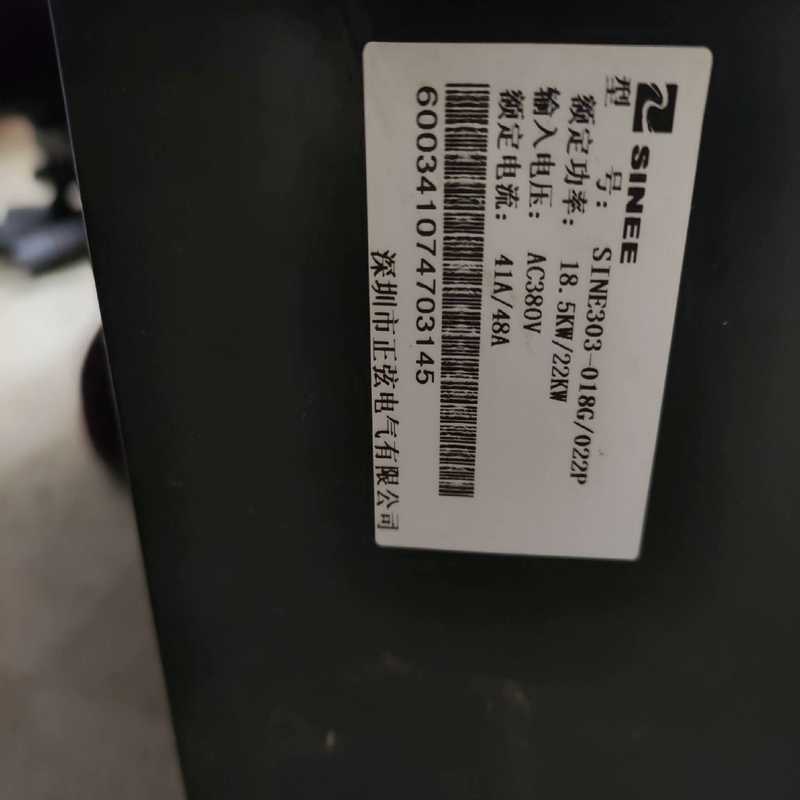 SINEE
型 号: SINE303-018G/022P
额定功率: 18.5KW/22KW
输入电压: AC380V
额定电流: 41A/48A
600341074703145
深圳市正弦电气有限公司